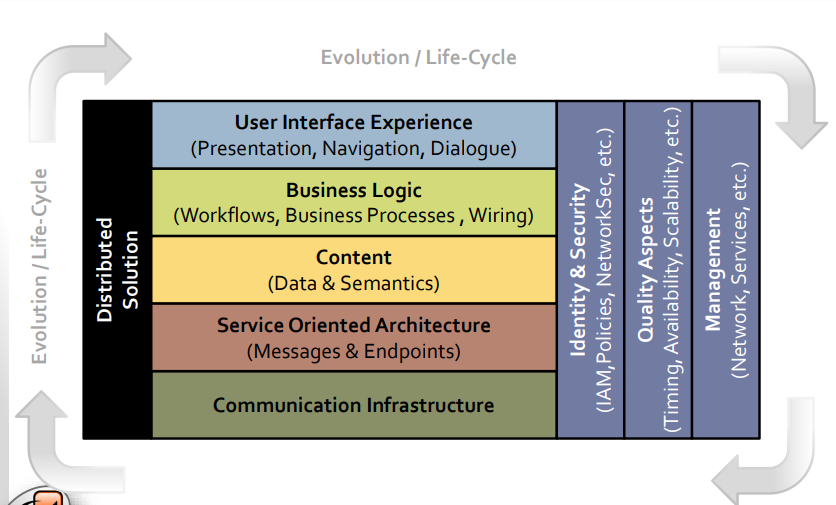 Evolution / Life-Cycle
Evolution / Life-Cycle
Distributed
Solution
User Interface Experience
(Presentation, Navigation, Dialogue)
Business Logic
(Workflows, Business Processes , Wiring)
Content
(Data & Semantics)
Service Oriented Architecture
(Messages & Endpoints)
Communication Infrastructure
Identity & Security
(IAM,Policies, NetworkSec, etc.)
Quality Aspects
(Timing, Availability, Scalability, etc.)
Management
(Network, Services, etc.)